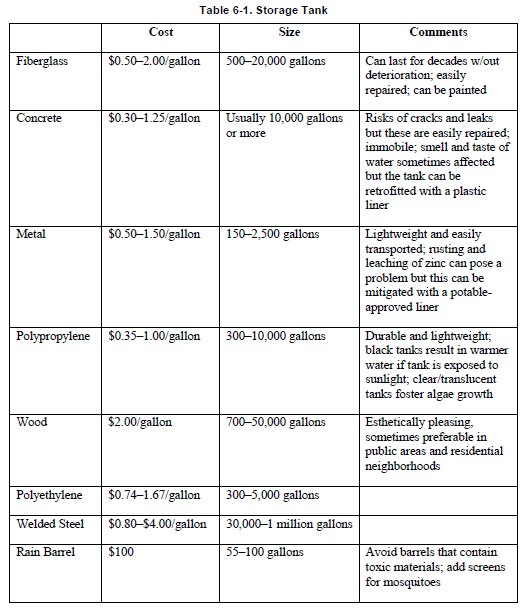 Table 6-1. Storage Tank
Cost Size Comments
Fiberglass $0.50–2.00/gallon 500–20,000 gallons Can last for decades w/out
deterioration; easily
repaired; can be painted
Concrete $0.30–1.25/gallon Usually 10,000 gallons Risks of cracks and leaks
or more but these are easily repaired;
immobile; smell and taste of
water sometimes affected
but the tank can be
retrofitted with a plastic
liner
Metal $0.50–1.50/gallon 150–2,500 gallons Lightweight and easily
transported; rusting and
leaching of zinc can pose a
problem but this can be
mitigated with a potable-
approved liner
Polypropylene $0.35–1.00/gallon 300–10,000 gallons Durable and lightweight;
black tanks result in warmer
water if tank is exposed to
sunlight; clear/translucent
tanks foster algae growth
Wood $2.00/gallon 700–50,000 gallons Esthetically pleasing,
sometimes preferable in
public areas and residential
neighborhoods
Polyethylene $0.74–1.67/gallon 300–5,000 gallons
Welded Steel $0.80–$4.00/gallon 30,000–1 million gallons
Rain Barrel $100 55–100 gallons Avoid barrels that contain
toxic materials; add screens
for mosquitoes